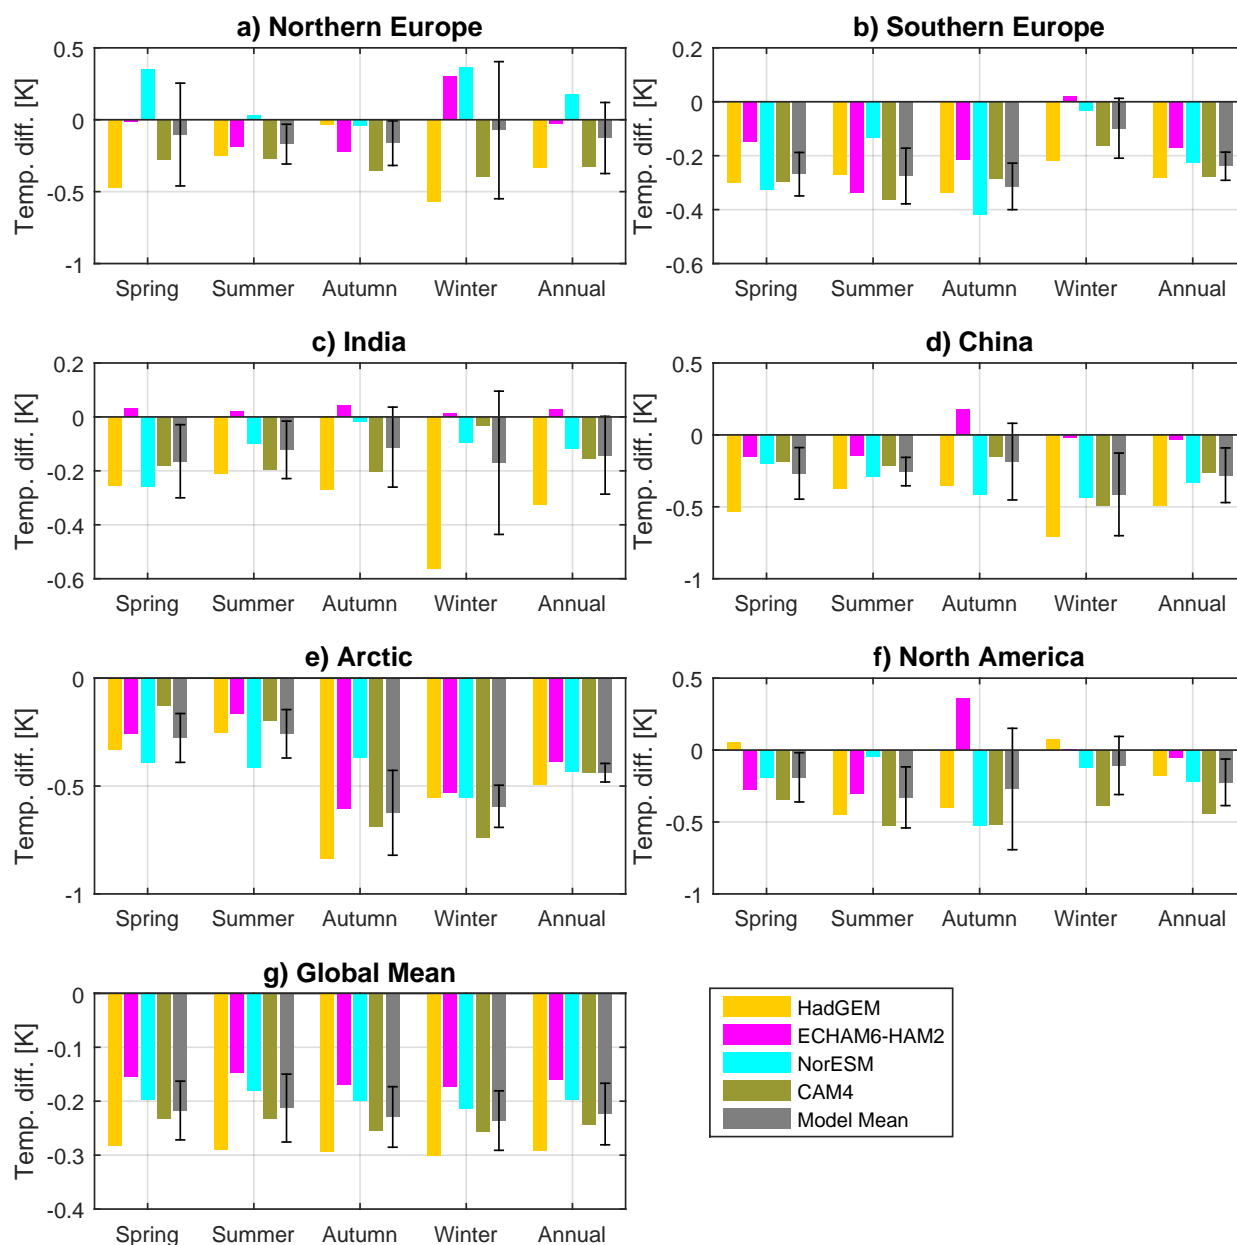 a) Northern Europe
Temp. diff. [K]
0.5
0
-0.5
-1
Spring Summer Autumn Winter Annual
b) Southern Europe
Temp. diff. [K]
0.2
0
-0.2
-0.4
-0.6
Spring Summer Autumn Winter Annual
c) India
Temp. diff. [K]
0.2
0
-0.2
-0.4
-0.6
Spring Summer Autumn Winter Annual
d) China
Temp. diff. [K]
0.5
0
-0.5
-1
Spring Summer Autumn Winter Annual
e) Arctic
Temp. diff. [K]
0
-0.5
-1
Spring Summer Autumn Winter Annual
f) North America
Temp. diff. [K]
0.5
0
-0.5
-1
Spring Summer Autumn Winter Annual
g) Global Mean
Temp. diff. [K]
0
-0.1
-0.2
-0.3
-0.4
Spring Summer Autumn Winter Annual
HadGEM
ECHAM6-HAM2
NorESM
CAM4
Model Mean